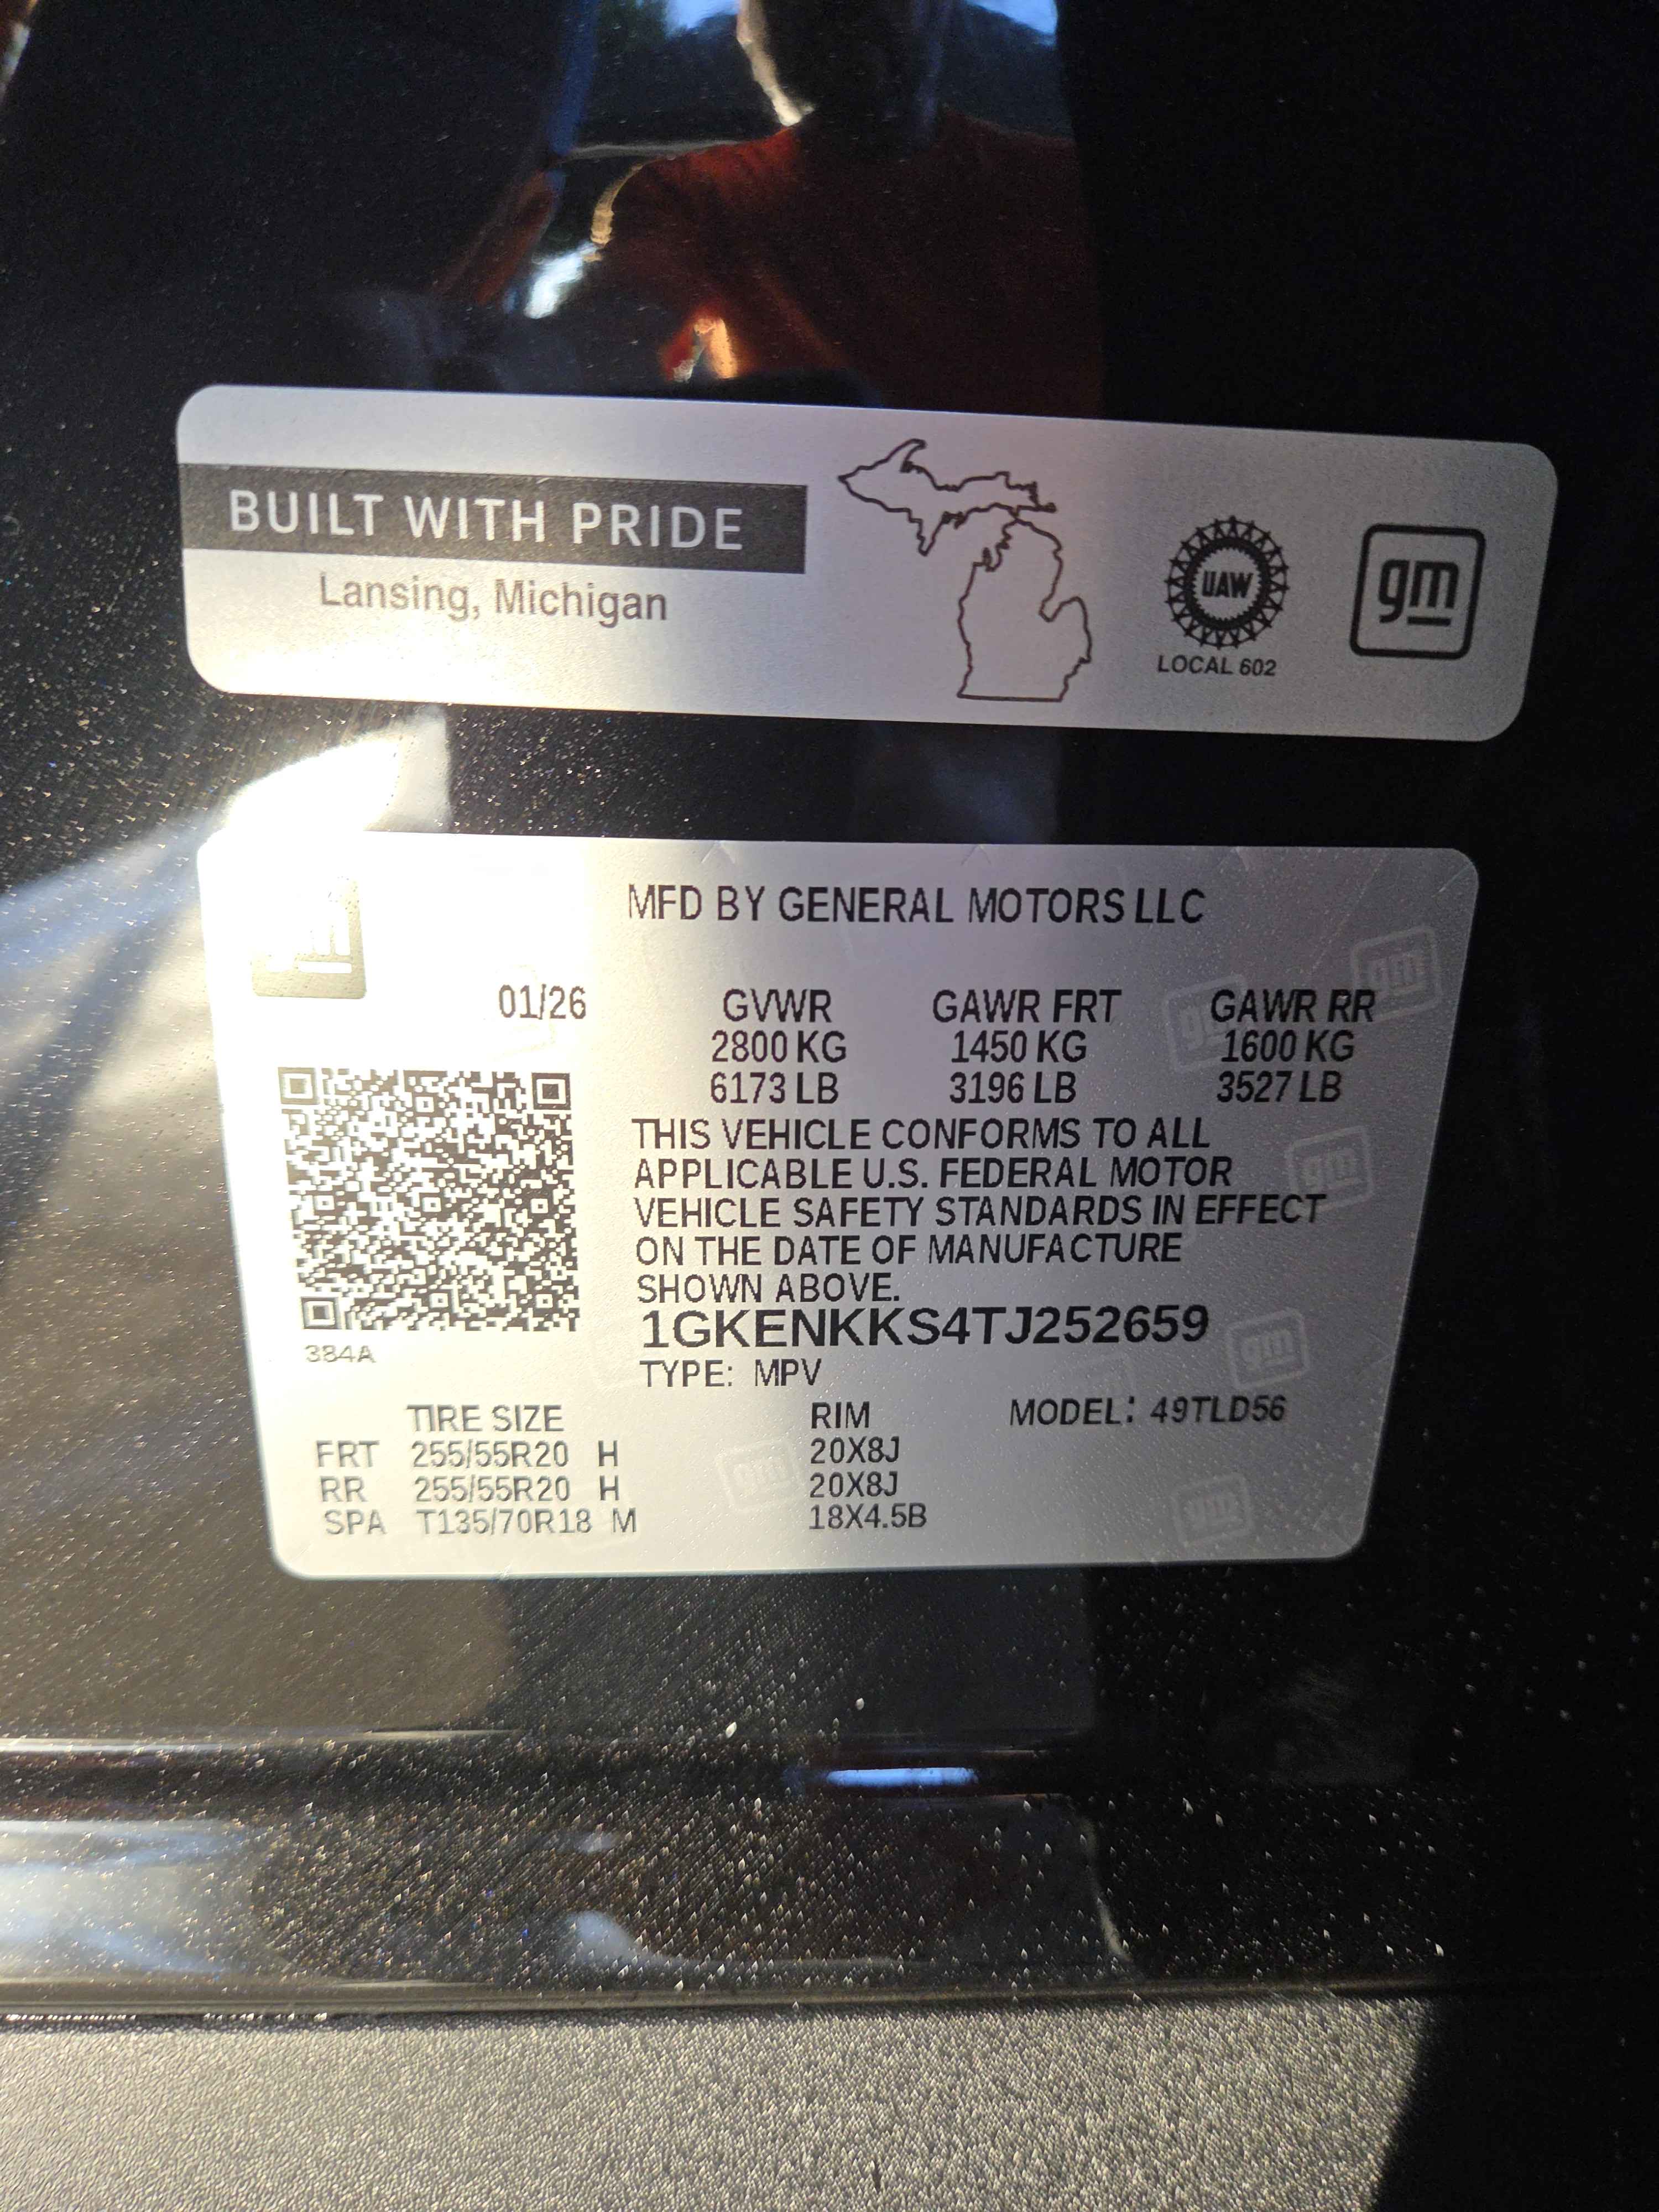 BUILT WITH PRIDE
Lansing, Michigan
UAW
LOCAL 602
gm
gm
MFD BY GENERAL MOTORS LLC
01/26 GVWR GAWR FRT GAWR RR
2800 KG 1450 KG 1600 KG
6173 LB 3196 LB 3527 LB
THIS VEHICLE CONFORMS TO ALL
APPLICABLE U.S. FEDERAL MOTOR
VEHICLE SAFETY STANDARDS IN EFFECT
ON THE DATE OF MANUFACTURE
SHOWN ABOVE.
1GKENKKS4TJ252659
384A
TYPE: MPV
TIRE SIZE RIM MODEL: 49TLD56
FRT 255/55R20 H 20X8J
RR 255/55R20 H 20X8J
SPA T135/70R18 M 18X4.5B